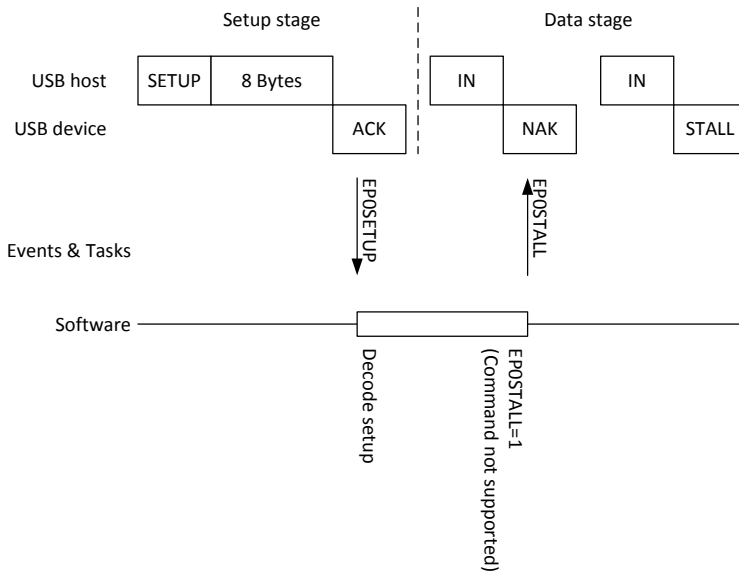 Setup stage
Data stage
USB host
SETUP
8 Bytes
IN
IN
USB device
ACK
NAK
STALL
EP0SETUP
EP0STALL
Events & Tasks
Software
Decode setup
EP0STALL=1
(Command not supported)